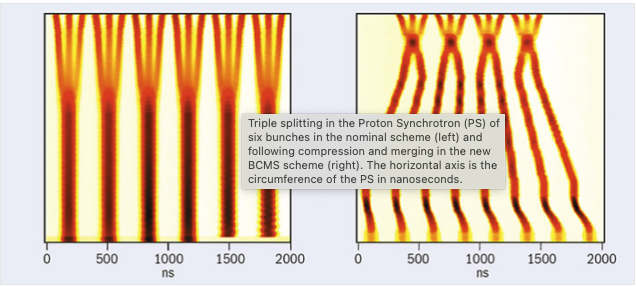 Triple splitting in the Proton Synchrotron (PS) of
six bunches in the nominal scheme (left) and
following compression and merging in the new
BCMS scheme (right). The horizontal axis is the
circumference of the PS in nanoseconds.
0 500 1000 1500 2000
ns
0 500 1000 1500 2000
ns